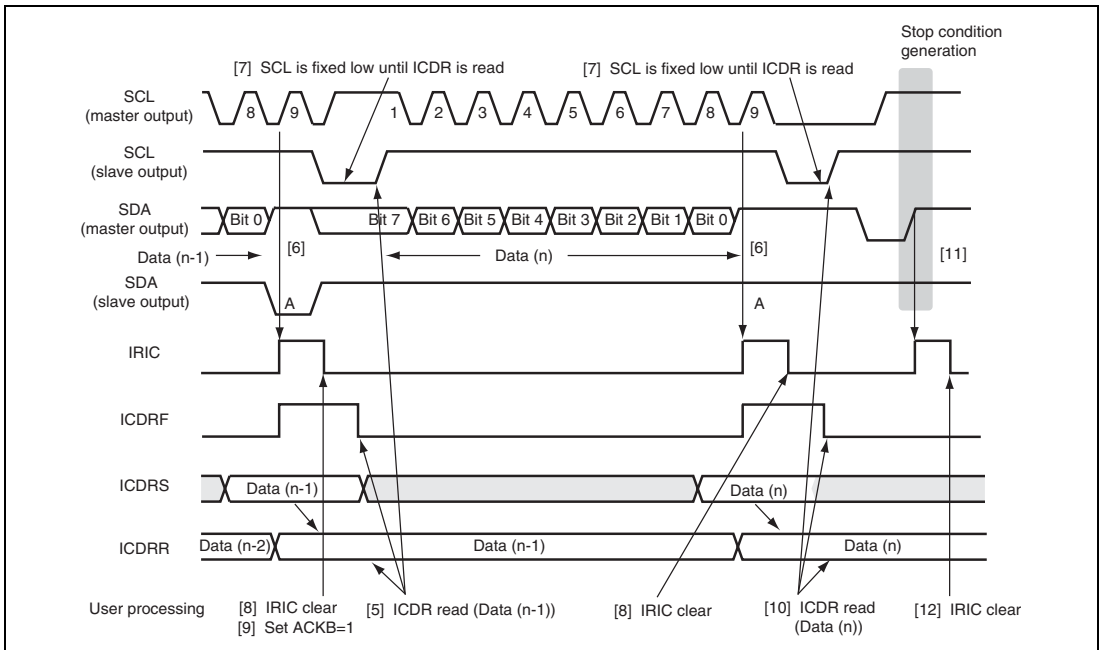 Stop condition
generation
[7] SCL is fixed low until ICDR is read
[7] SCL is fixed low until ICDR is read
SCL
(master output)
8 9 1 2 3 4 5 6 7 8 9
SCL
(slave output)
SDA
(master output)
Bit 0 Bit 7 Bit 6 Bit 5 Bit 4 Bit 3 Bit 2 Bit 1 Bit 0
Data (n-1) [6] Data (n) [6] [11]
SDA
(slave output)
A A
IRIC
ICDRF
ICDRS
Data (n-1) Data (n)
ICDRR
Data (n-2) Data (n-1) Data (n)
User processing
[8] IRIC clear
[9] Set ACKB=1
[5] ICDR read (Data (n-1))
[8] IRIC clear
[10] ICDR read
(Data (n))
[12] IRIC clear